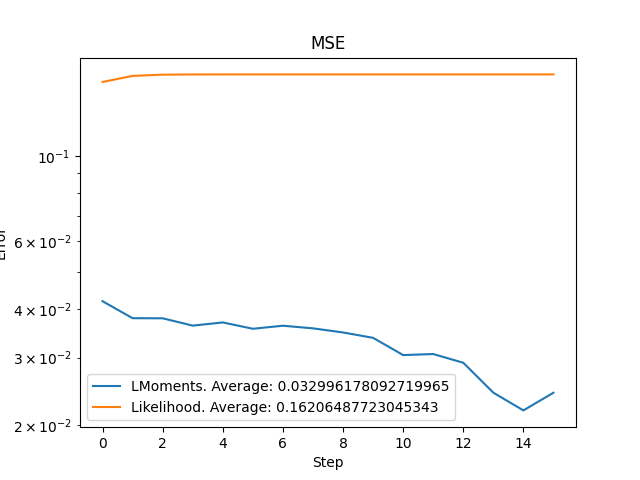 MSE
Error
10⁻¹
6 × 10⁻²
4 × 10⁻²
3 × 10⁻²
2 × 10⁻²
LMoments. Average: 0.032996178092719965
Likelihood. Average: 0.16206487723045343
0 2 4 6 8 10 12 14
Step